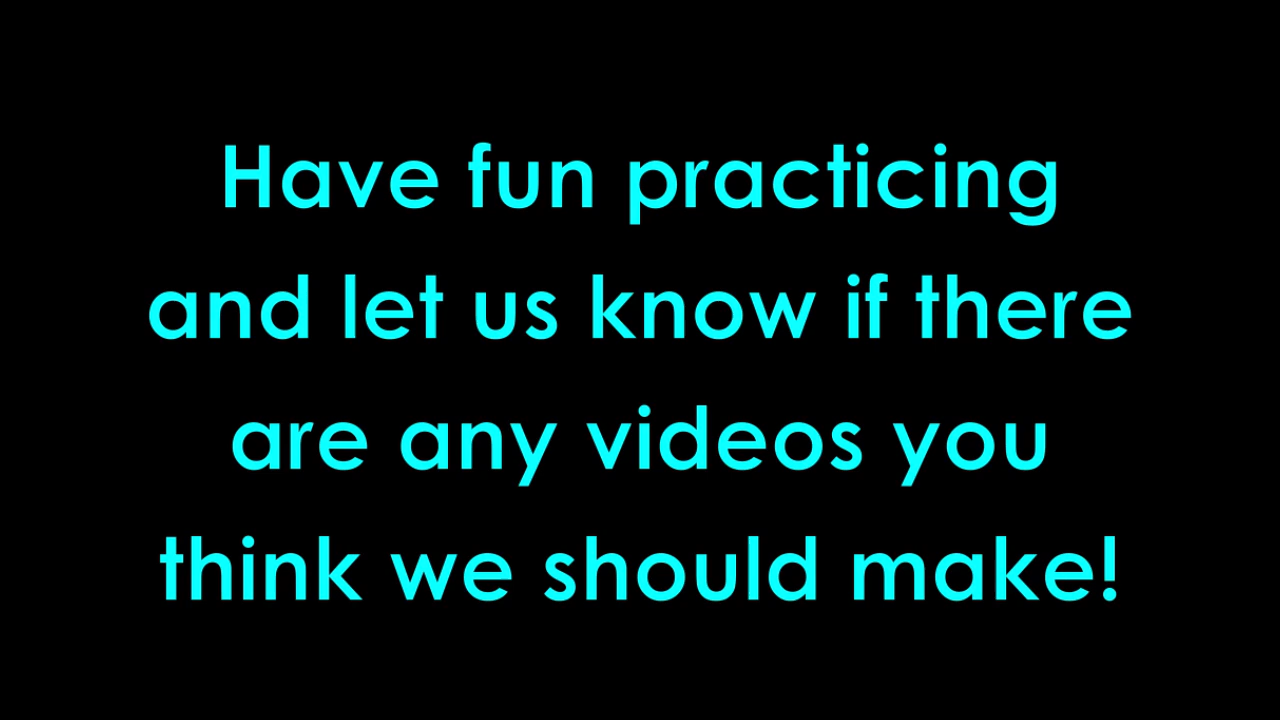 Have fun practicing
and let us know if there
are any videos you
think we should make!